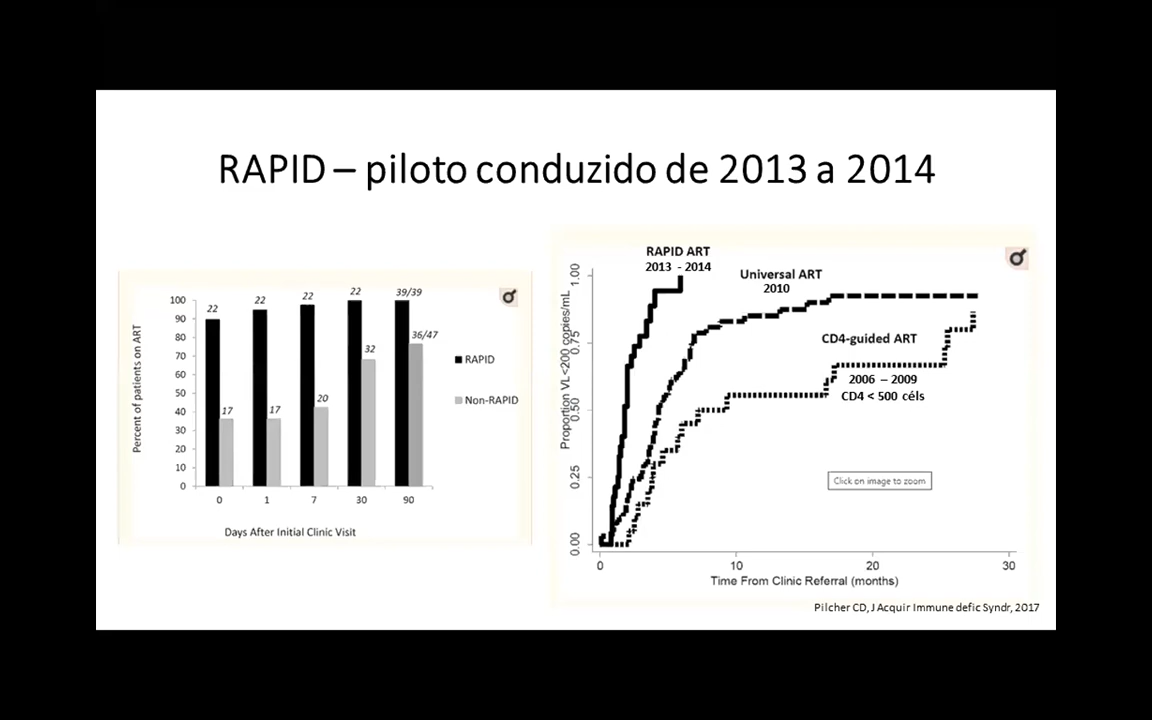 RAPID – piloto conduzido de 2013 a 2014
Percent of patients on ART
100
90
80
70
60
50
40
30
20
10
0
22
17
22
17
22
20
22
32
39/39
36/47
RAPID
Non-RAPID
0 1 7 30 90
Days After Initial Clinic Visit
RAPID ART
2013 - 2014
Universal ART
2010
CD4-guided ART
2006 – 2009
CD4 < 500 céls
Click on image to zoom
Proportion VL <200 copies/mL
1.00
0.75
0.50
0.25
0.00
0 10 20 30
Time From Clinic Referral (months)
Pilcher CD, J Acquir Immune defic Syndr, 2017